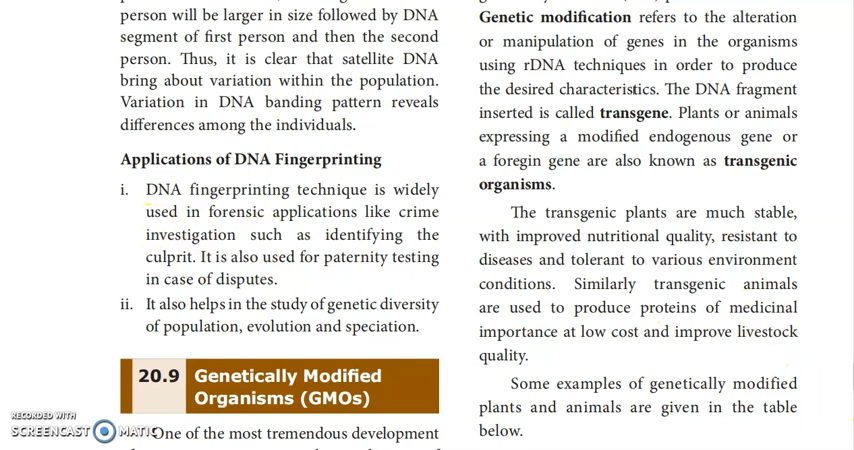 person will be larger in size followed by DNA
segment of first person and then the second
person. Thus, it is clear that satellite DNA
bring about variation within the population.
Variation in DNA banding pattern reveals
differences among the individuals.
Applications of DNA Fingerprinting
i. DNA fingerprinting technique is widely
used in forensic applications like crime
investigation such as identifying the
culprit. It is also used for paternity testing
in case of disputes.
ii. It also helps in the study of genetic diversity
of population, evolution and speciation.
20.9 Genetically Modified
Organisms (GMOs)
One of the most tremendous development
Genetic modification refers to the alteration
or manipulation of genes in the organisms
using rDNA techniques in order to produce
the desired characteristics. The DNA fragment
inserted is called transgene. Plants or animals
expressing a modified endogenous gene or
a foregin gene are also known as transgenic
organisms.
The transgenic plants are much stable,
with improved nutritional quality, resistant to
diseases and tolerant to various environment
conditions. Similarly transgenic animals
are used to produce proteins of medicinal
importance at low cost and improve livestock
quality.
Some examples of genetically modified
plants and animals are given in the table
below.
RECORDED WITH
SCREENCAST MATIC